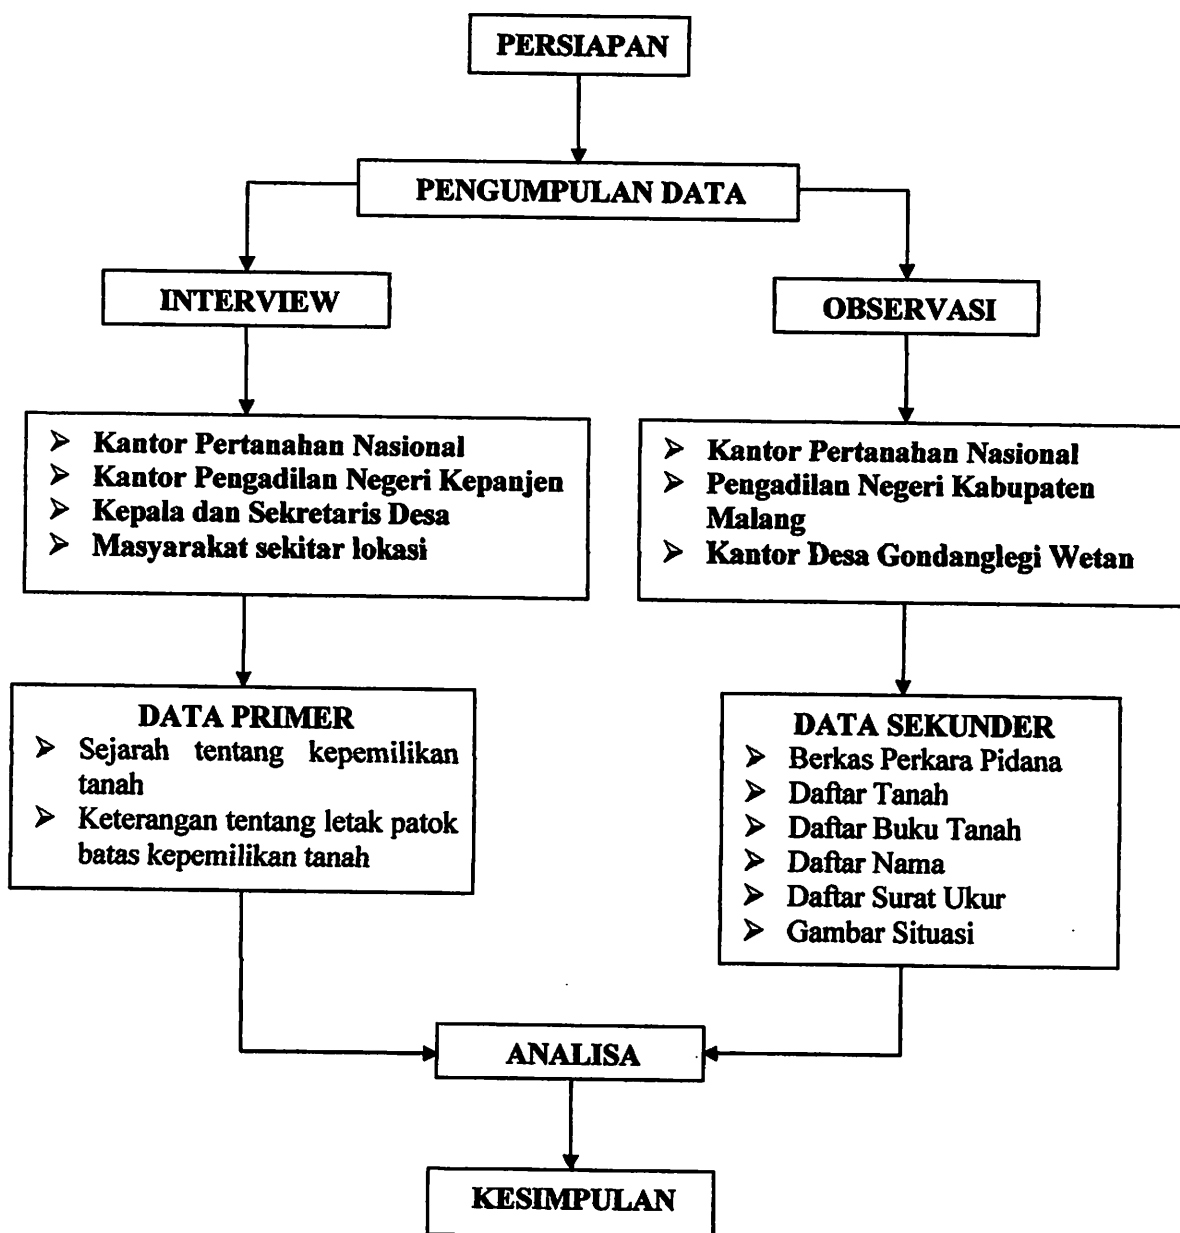 PERSIAPAN
PENGUMPULAN DATA
INTERVIEW
OBSERVASI
➢ Kantor Pertanahan Nasional
➢ Kantor Pengadilan Negeri Kepanjen
➢ Kepala dan Sekretaris Desa
➢ Masyarakat sekitar lokasi
➢ Kantor Pertanahan Nasional
➢ Pengadilan Negeri Kabupaten
Malang
➢ Kantor Desa Gondanglegi Wetan
DATA PRIMER
➢ Sejarah tentang kepemilikan
tanah
➢ Keterangan tentang letak patok
batas kepemilikan tanah
DATA SEKUNDER
➢ Berkas Perkara Pidana
➢ Daftar Tanah
➢ Daftar Buku Tanah
➢ Daftar Nama
➢ Daftar Surat Ukur
➢ Gambar Situasi
ANALISA
KESIMPULAN